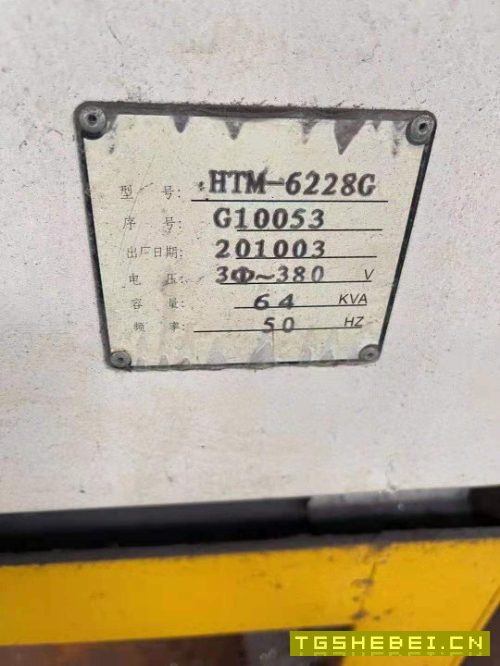 型 号: HTM-6228G
序 号: G10053
出厂日期: 201003
电 压: 3Φ~380 V
容 量: 64 KVA
频 率: 50 HZ
TGSHEBEI.CN